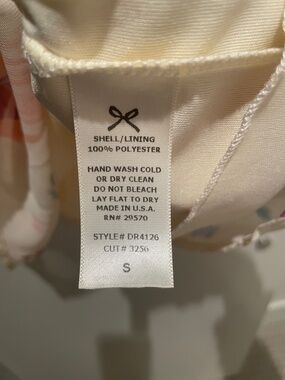 SHELL/LINING
100% POLYESTER
HAND WASH COLD
OR DRY CLEAN
DO NOT BLEACH
LAY FLAT TO DRY
MADE IN U.S.A.
RN# 29570
STYLE# DR4126
CUT# 3256
S